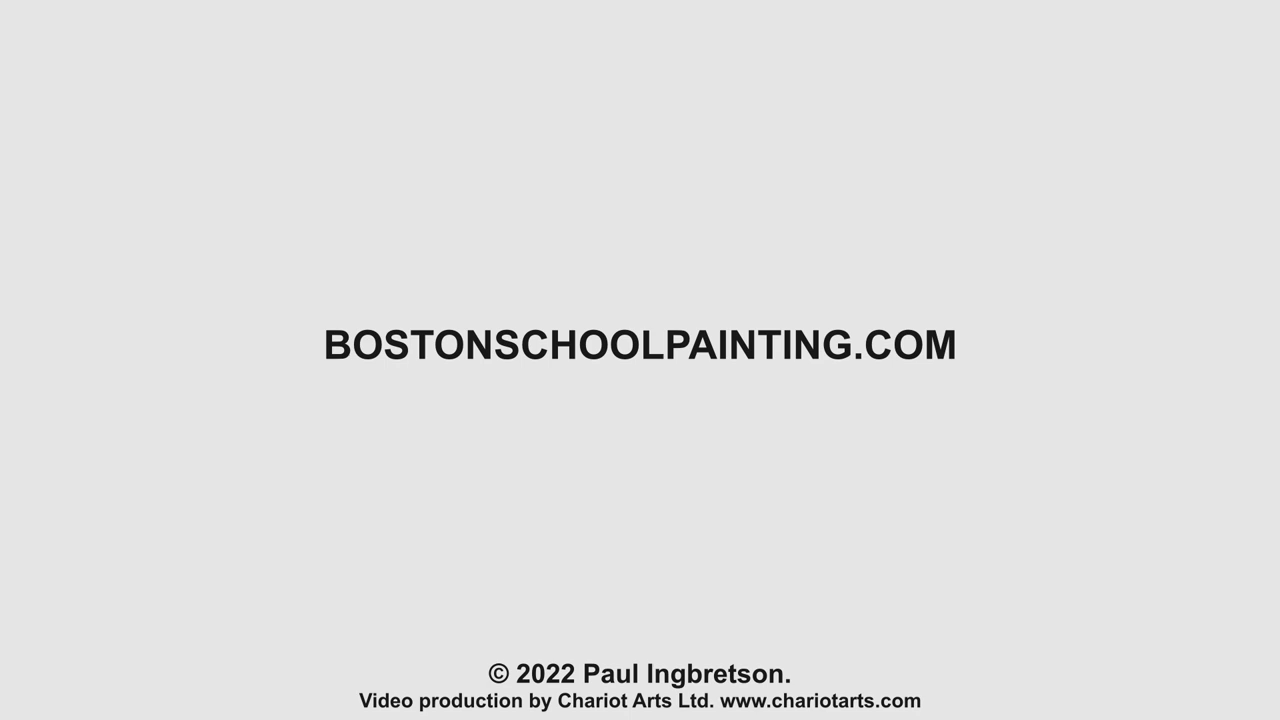 BOSTONSCHOOLPAINTING.COM
© 2022 Paul Ingbretson.
Video production by Chariot Arts Ltd. www.chariotarts.com